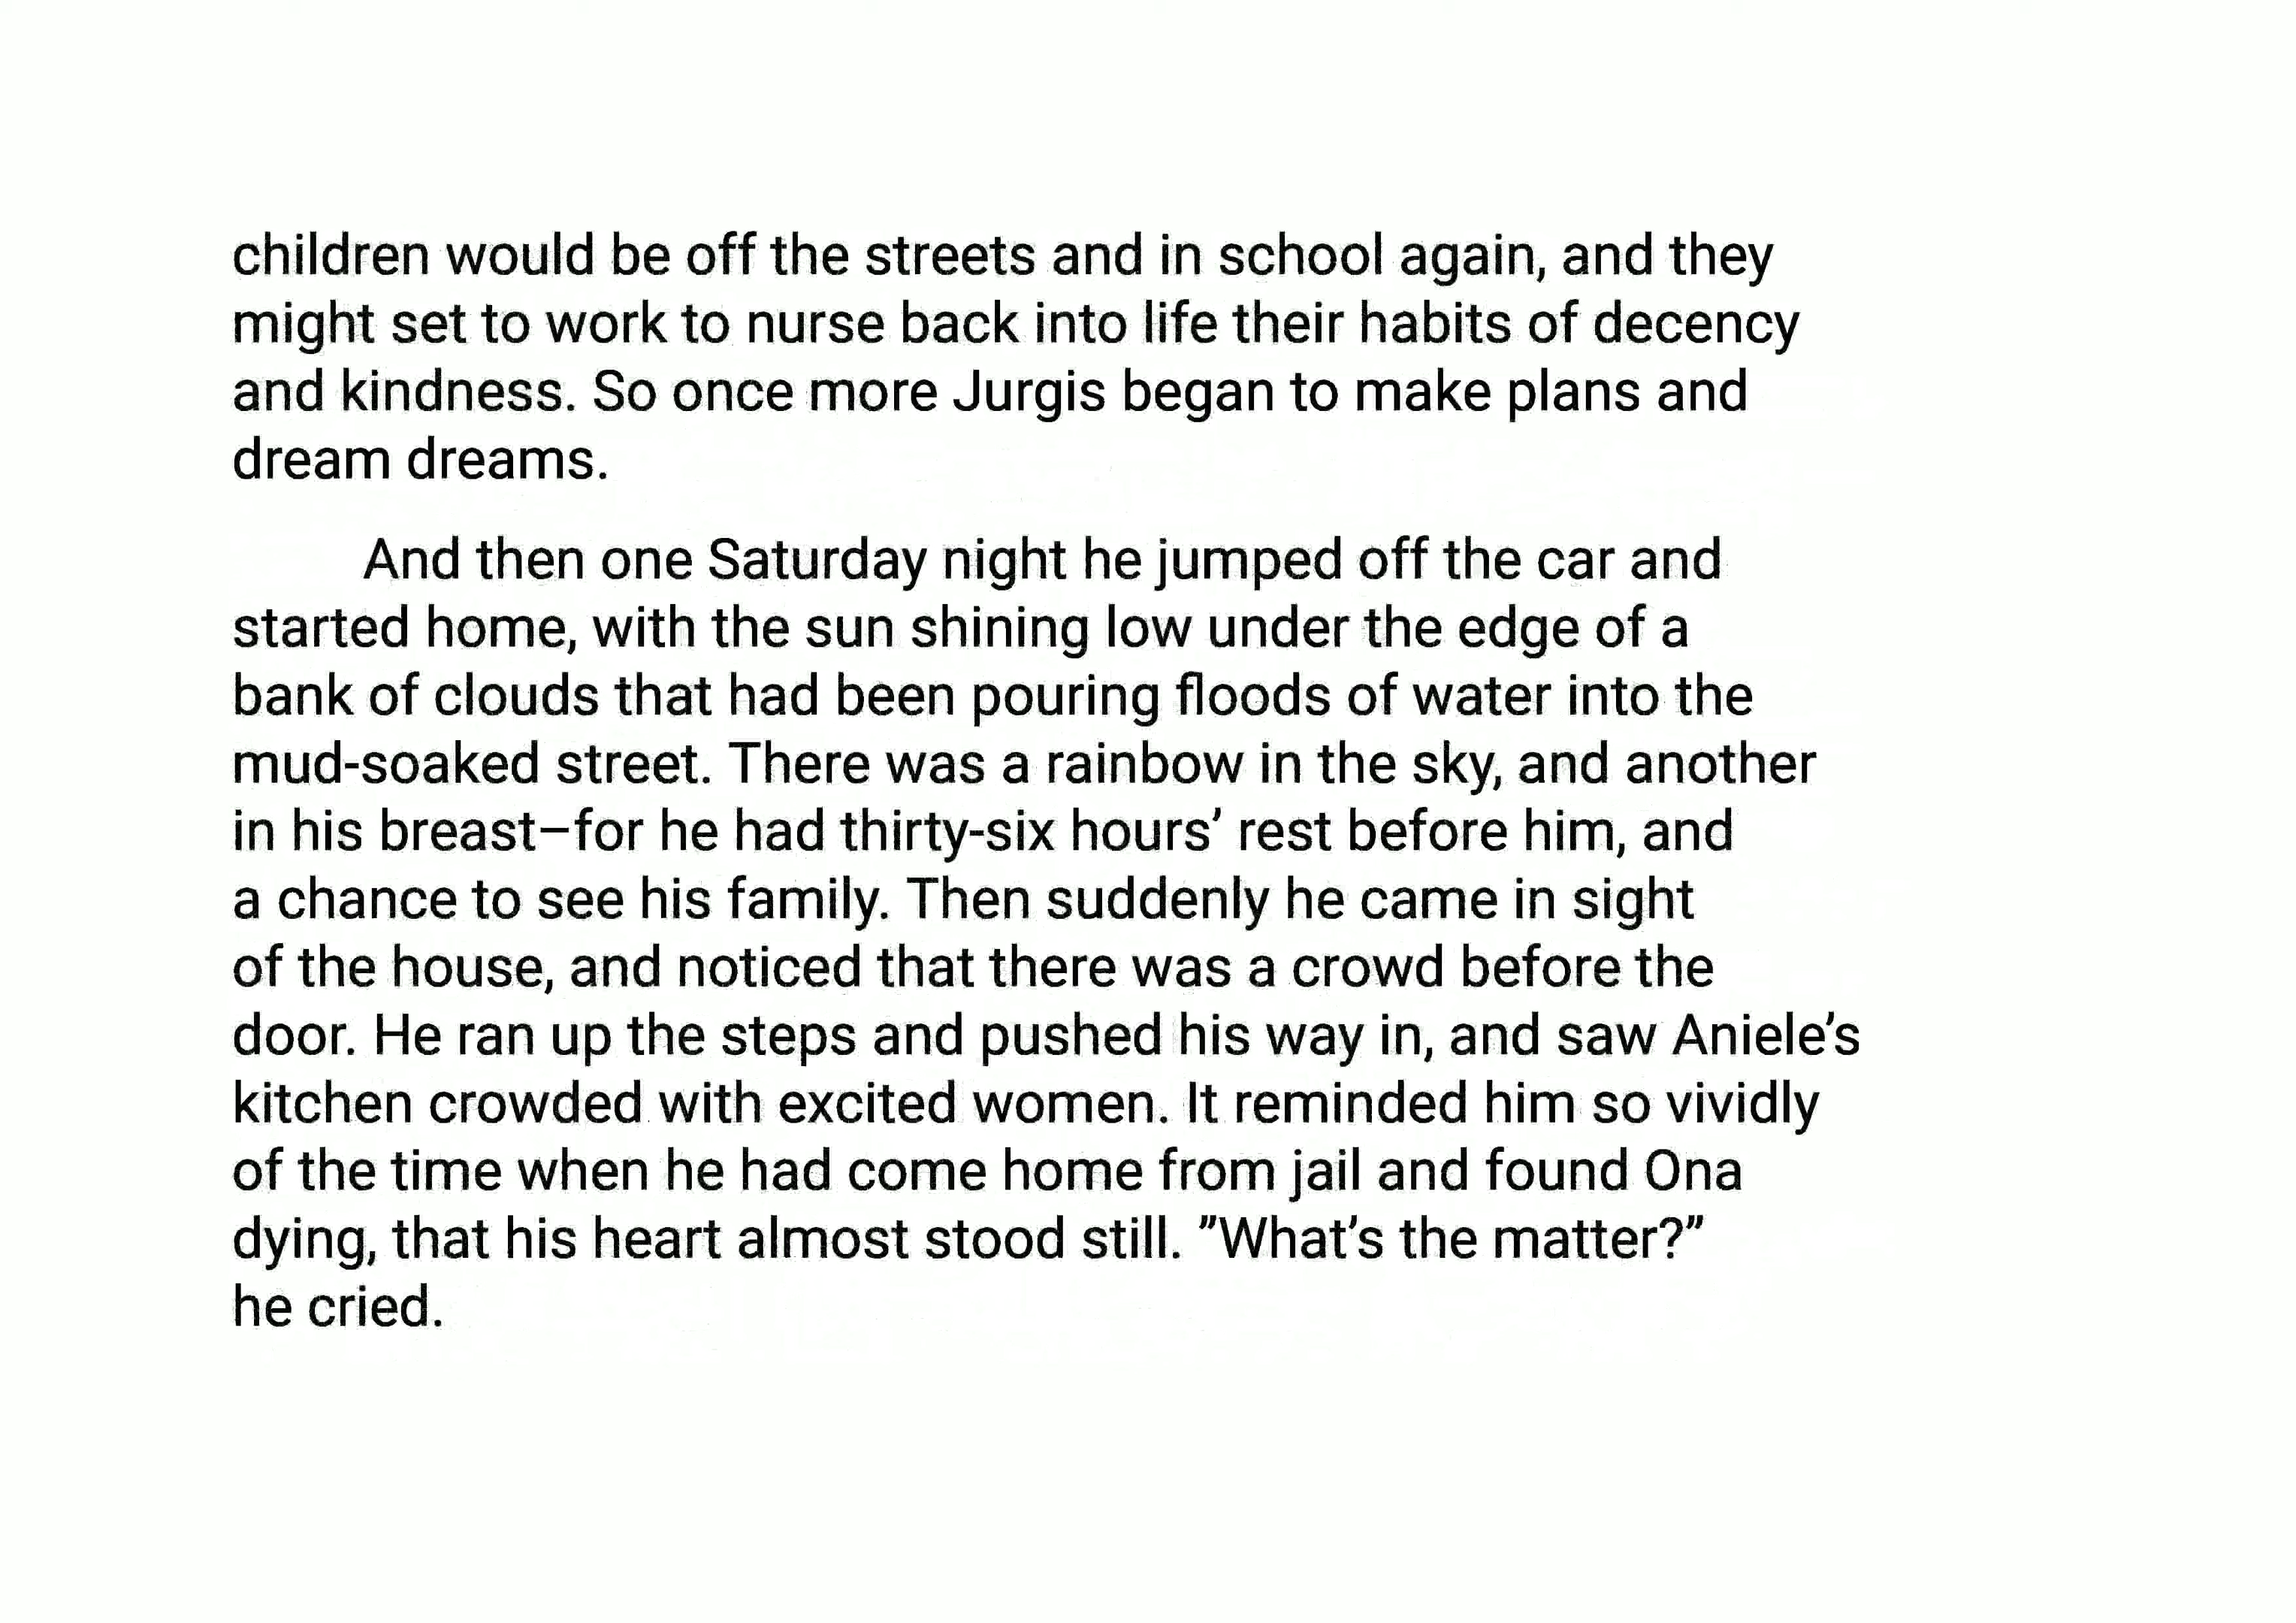 children would be off the streets and in school again, and they
might set to work to nurse back into life their habits of decency
and kindness. So once more Jurgis began to make plans and
dream dreams.
And then one Saturday night he jumped off the car and
started home, with the sun shining low under the edge of a
bank of clouds that had been pouring floods of water into the
mud-soaked street. There was a rainbow in the sky, and another
in his breast–for he had thirty-six hours’ rest before him, and
a chance to see his family. Then suddenly he came in sight
of the house, and noticed that there was a crowd before the
door. He ran up the steps and pushed his way in, and saw Aniele’s
kitchen crowded with excited women. It reminded him so vividly
of the time when he had come home from jail and found Ona
dying, that his heart almost stood still. ”What’s the matter?”
he cried.